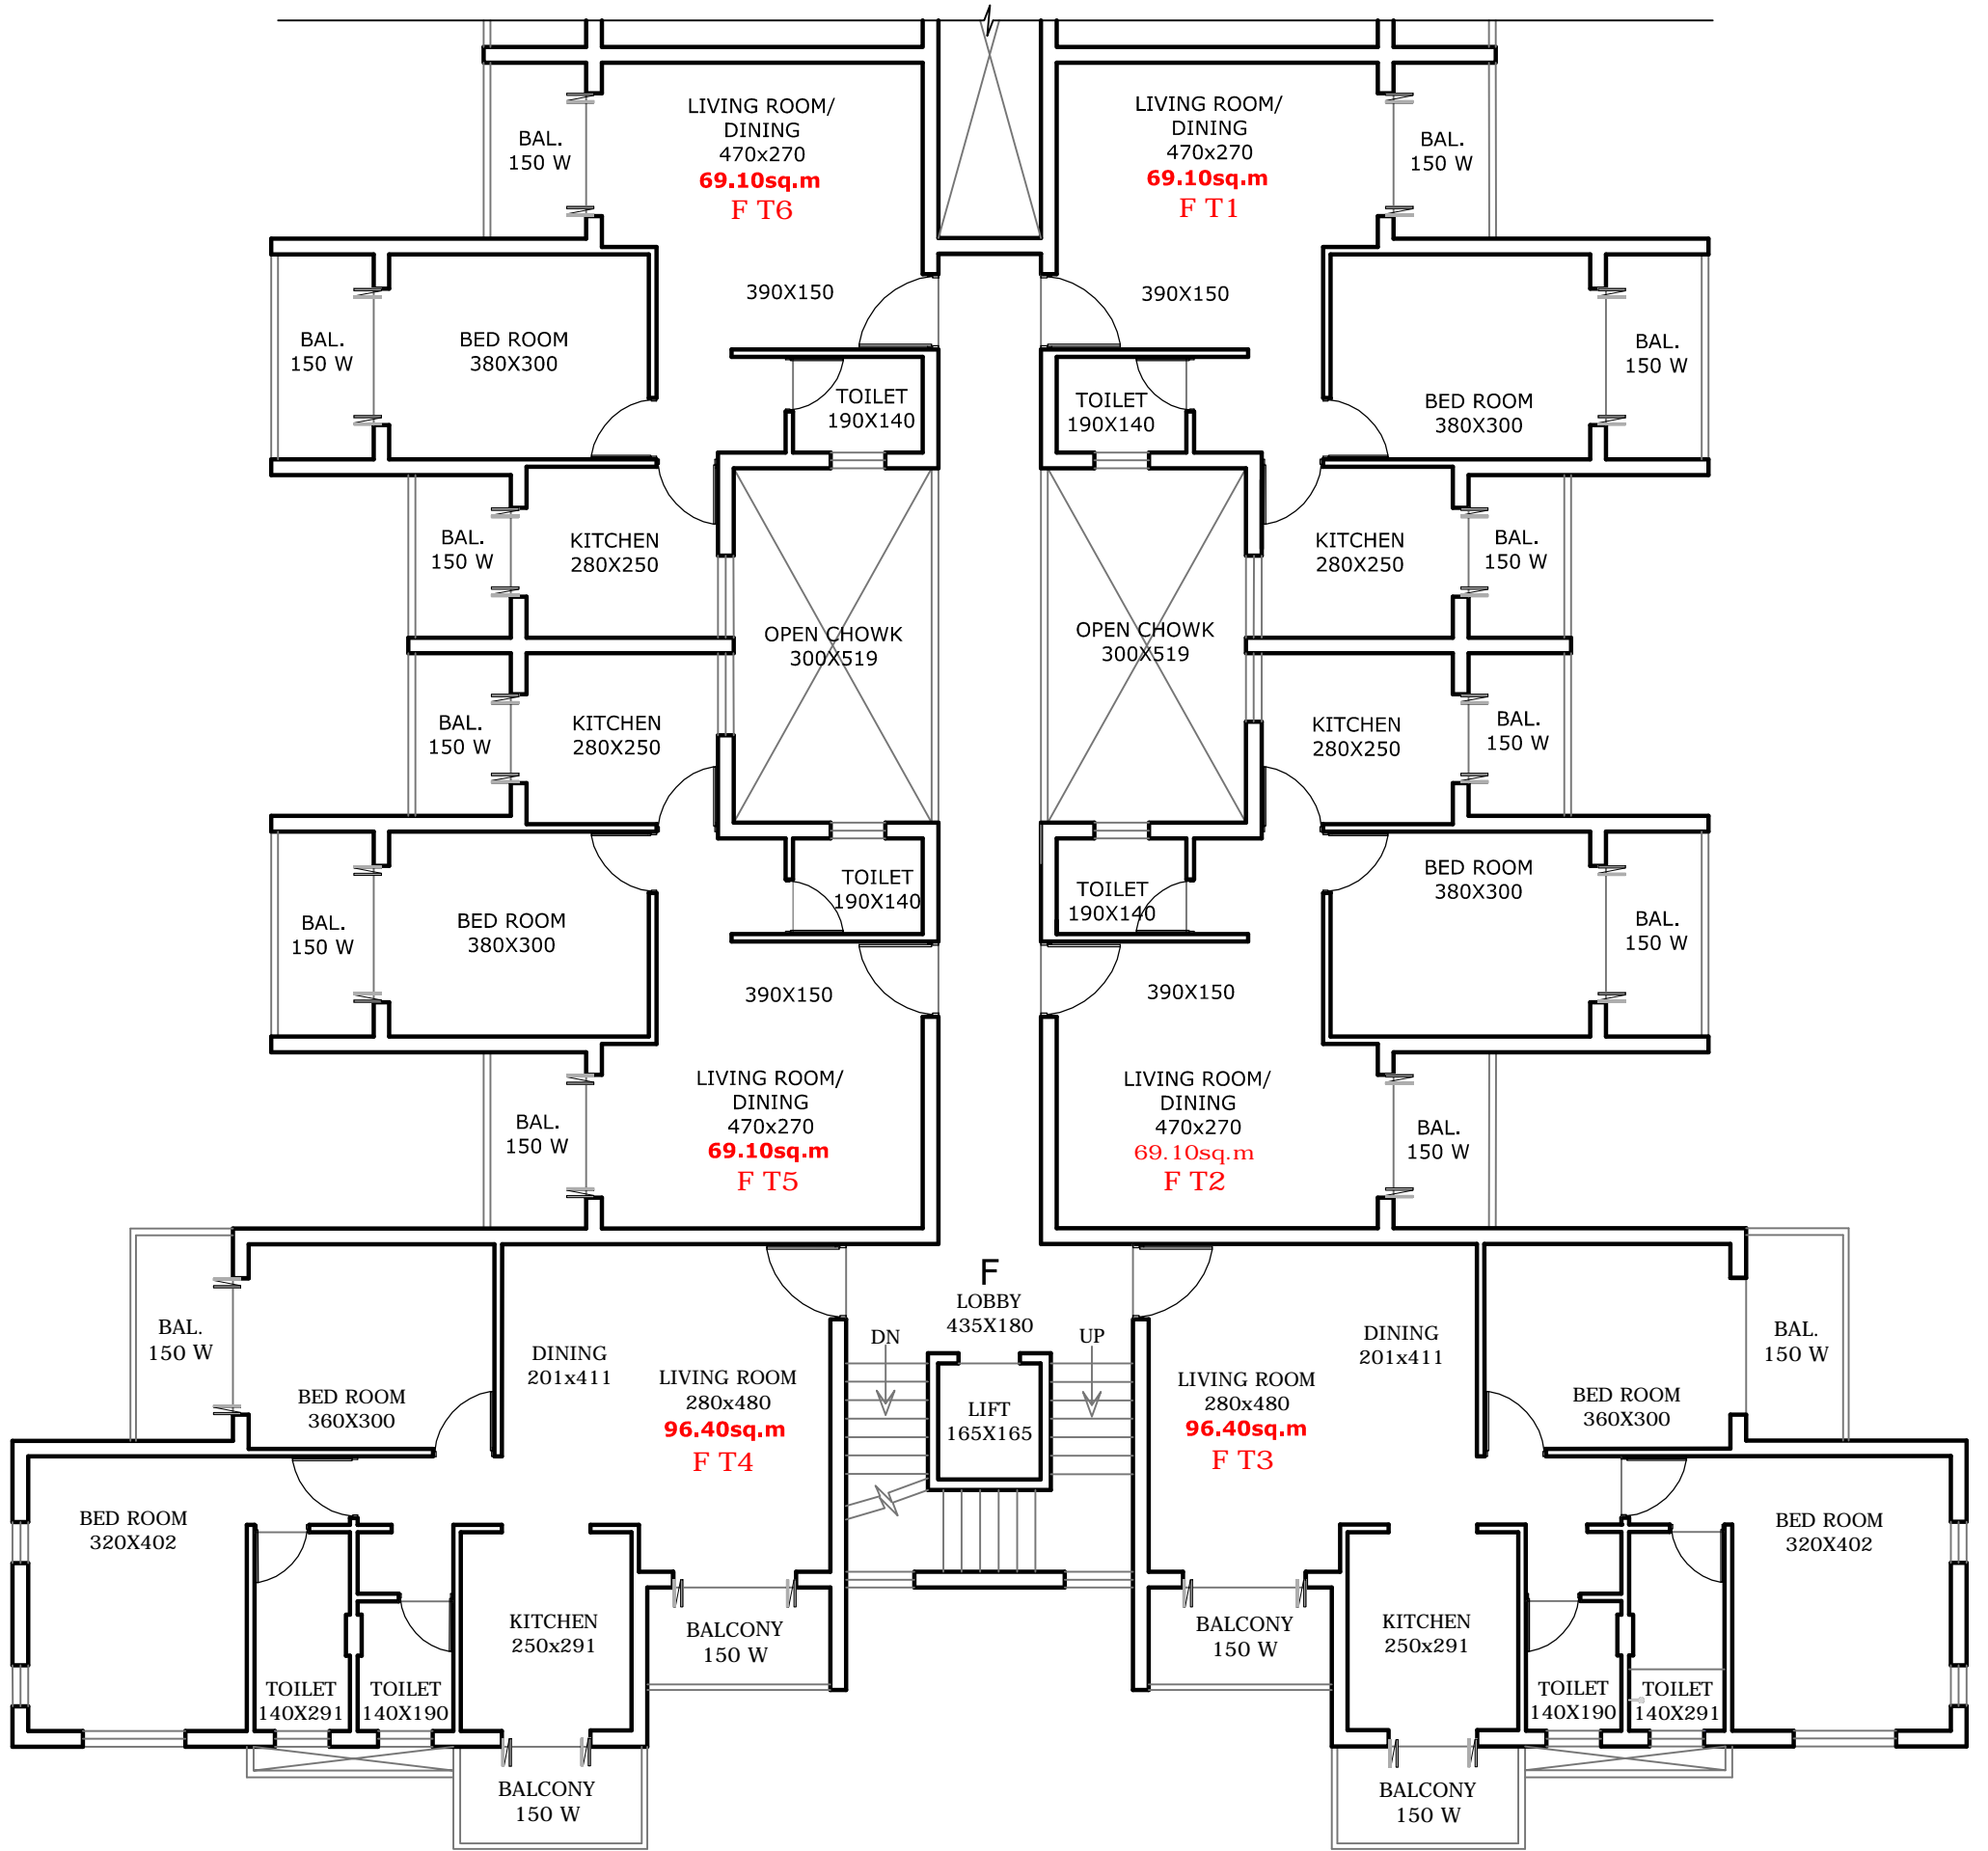 LIVING ROOM/
DINING
470x270
69.10sq.m
F T6
BAL.
150 W
LIVING ROOM/
DINING
470x270
69.10sq.m
F T1
BAL.
150 W
390X150
390X150
BAL.
150 W
BED ROOM
380X300
TOILET
190X140
TOILET
190X140
BED ROOM
380X300
BAL.
150 W
BAL.
150 W
KITCHEN
280X250
OPEN CHOWK
300X519
OPEN CHOWK
300X519
KITCHEN
280X250
BAL.
150 W
BAL.
150 W
KITCHEN
280X250
KITCHEN
280X250
BAL.
150 W
BAL.
150 W
BED ROOM
380X300
TOILET
190X140
TOILET
190X140
BED ROOM
380X300
BAL.
150 W
390X150
390X150
BAL.
150 W
LIVING ROOM/
DINING
470x270
69.10sq.m
F T5
LIVING ROOM/
DINING
470x270
69.10sq.m
F T2
BAL.
150 W
F
LOBBY
435X180
DN
UP
LIFT
165X165
BAL.
150 W
BED ROOM
360X300
DINING
201x411
LIVING ROOM
280x480
96.40sq.m
F T4
LIVING ROOM
280x480
96.40sq.m
F T3
DINING
201x411
BED ROOM
360X300
BAL.
150 W
BED ROOM
320X402
TOILET
140X291
TOILET
140X190
KITCHEN
250x291
BALCONY
150 W
BALCONY
150 W
KITCHEN
250x291
TOILET
140X190
TOILET
140X291
BED ROOM
320X402
BALCONY
150 W
BALCONY
150 W